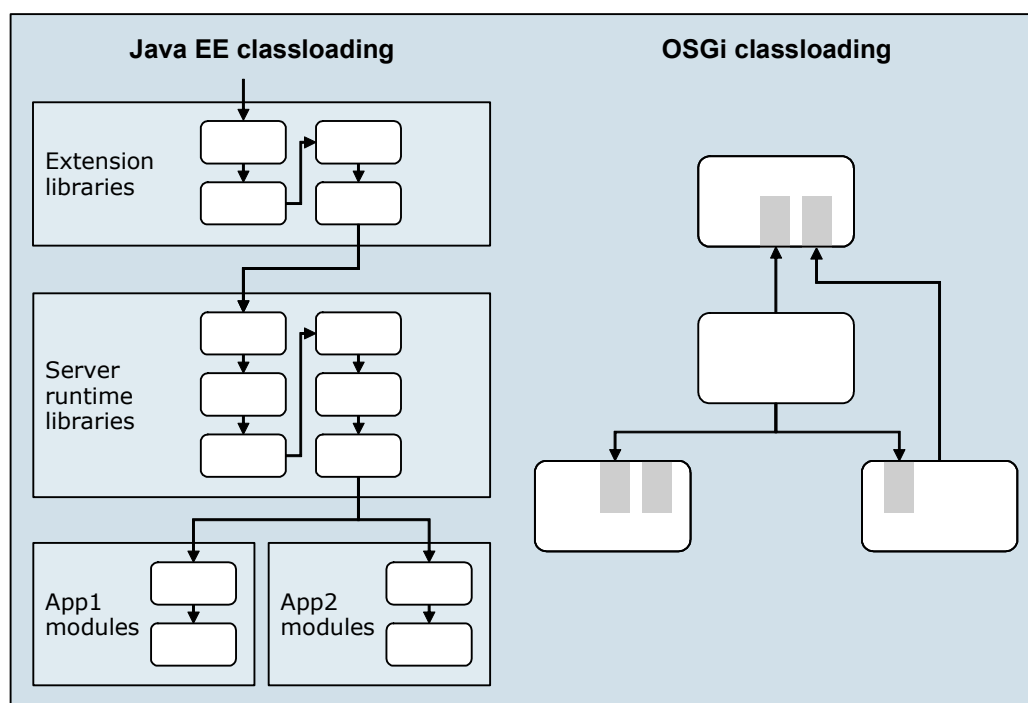 Java EE classloading
OSGi classloading
Extension
libraries
Server
runtime
libraries
App1
modules
App2
modules